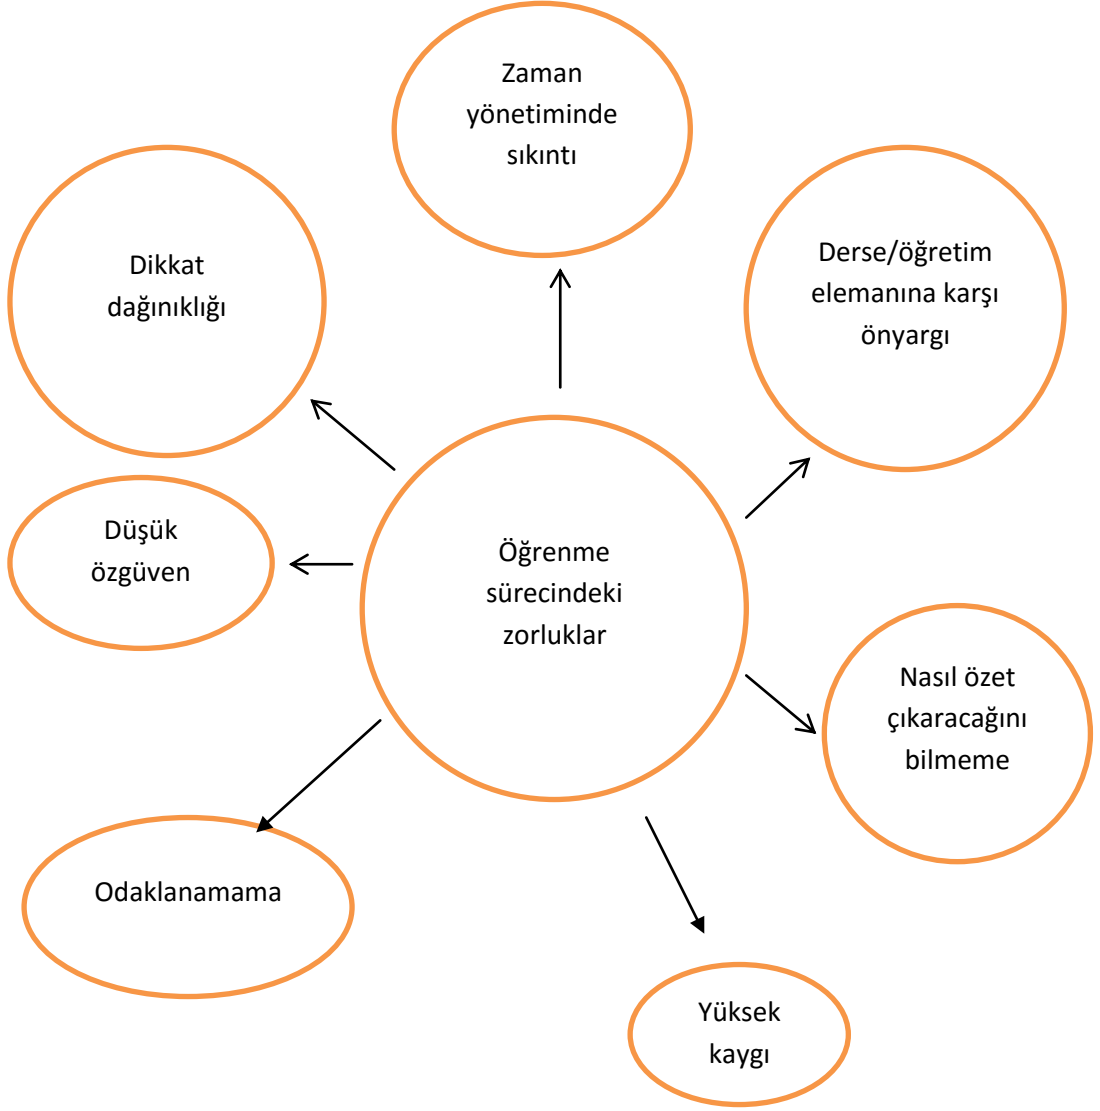 Zaman
yönetiminde
sıkıntı
Dikkat
dağınıklığı
Derse/öğretim
elemanına karşı
önyargı
Düşük
özgüven
Öğrenme
sürecindeki
zorluklar
Nasıl özet
çıkaracağını
bilmeme
Odaklanamama
Yüksek
kaygı